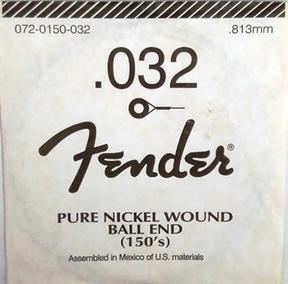 072-0150-032 .813mm
.032
Fender®
PURE NICKEL WOUND
BALL END
(150's)
Assembled in Mexico of U.S. materials